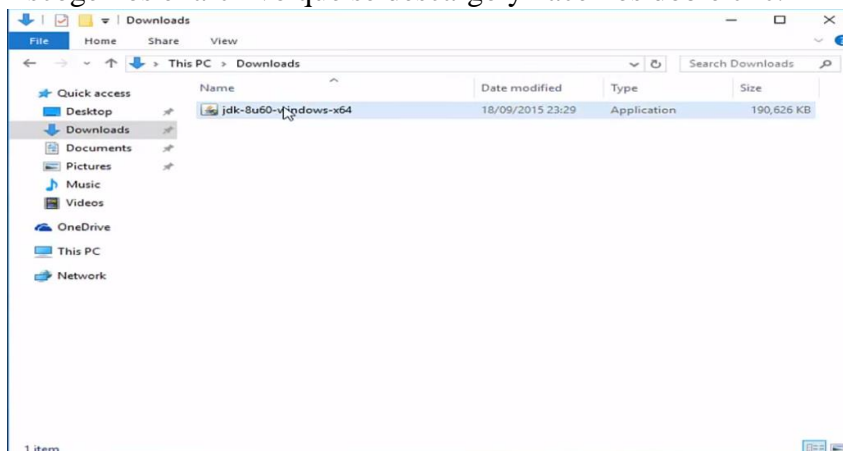 Downloads
File Home Share View
This PC > Downloads
Search Downloads
Name Date modified Type Size
Quick access
jdk-8u60-windows-x64 18/09/2015 23:29 Application 190,626 KB
Desktop
Downloads
Documents
Pictures
Music
Videos
OneDrive
This PC
Network
1 item